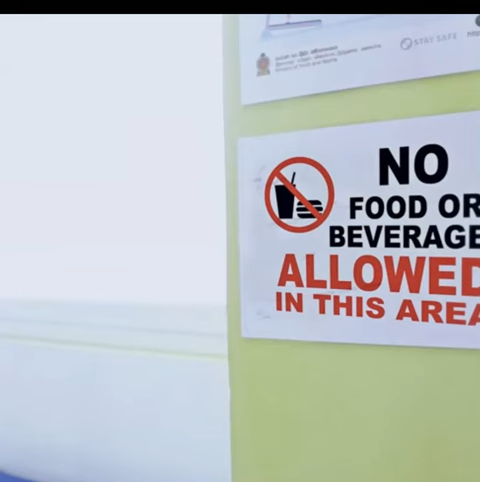 STAY SAFE
NO
FOOD OR
BEVERAGE
ALLOWED
IN THIS AREA